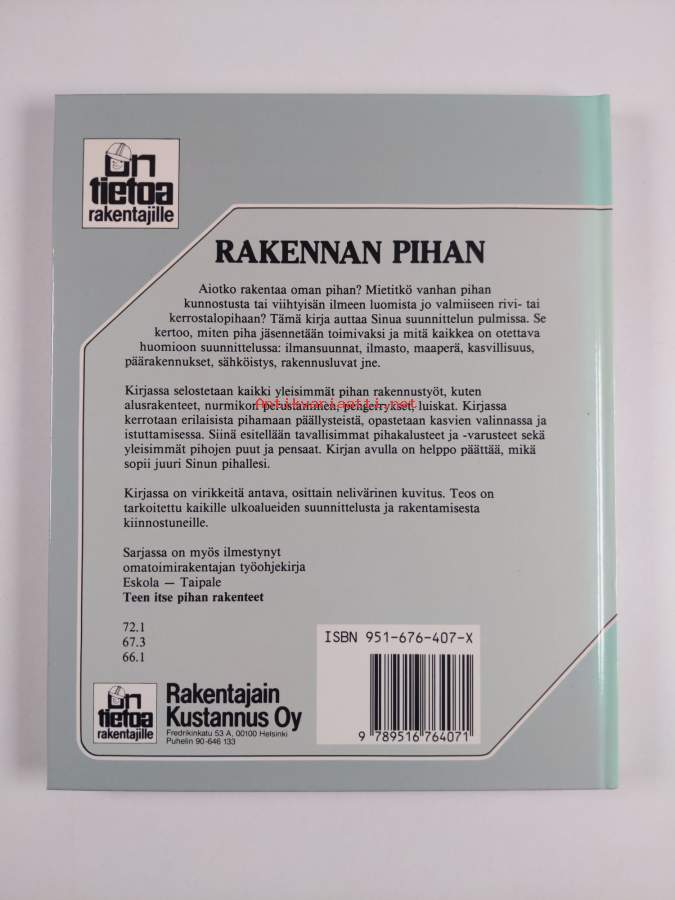 on
tietoa
rakentajille
RAKENNAN PIHAN
Aiotko rakentaa oman pihan? Mietitkö vanhan pihan
kunnostusta tai viihtyisän ilmeen luomista jo valmiiseen rivi- tai
kerrostalopihaan? Tämä kirja auttaa Sinua suunnittelun pulmissa. Se
kertoo, miten piha jäsennetään toimivaksi ja mitä kaikkea on otettava
huomioon suunnittelussa: ilmansuunnat, ilmasto, maaperä, kasvillisuus,
päärakennukset, sähköistys, rakennusluvat jne.
Kirjassa selostetaan kaikki yleisimmät pihan rakennustyöt, kuten
alusrakenteet, nurmikon perustaminen, pengerrykset, luiskat. Kirjassa
Antikvariaatti.net
kerrotaan erilaisista pihamaan päällysteistä, opastetaan kasvien valinnassa ja
istuttamisessa. Siinä esitellään tavallisimmat pihakalusteet ja -varusteet sekä
yleisimmät pihojen puut ja pensaat. Kirjan avulla on helppo päättää, mikä
sopii juuri Sinun pihallesi.
Kirjassa on virikkeitä antava, osittain nelivärinen kuvitus. Teos on
tarkoitettu kaikille ulkoalueiden suunnittelusta ja rakentamisesta
kiinnostuneille.
Sarjassa on myös ilmestynyt
omatoimirakentajan työohjekirja
Eskola — Taipale
Teen itse pihan rakenteet
72.1
67.3
66.1
ISBN 951-676-407-X
9 789516 764071
on
tietoa
rakentajille
Rakentajain
Kustannus Oy
Fredrikinkatu 53 A, 00100 Helsinki
Puhelin 90-646 133